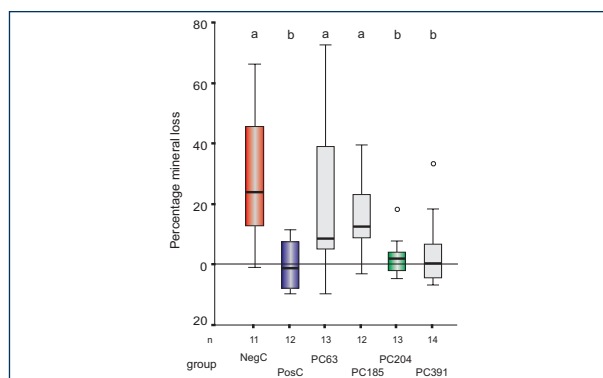 80
a b a a b b
60
Percentage mineral loss
40
20
0
20
n 11 12 13 12 13 14
group NegC PosC PC63 PC185 PC204 PC391